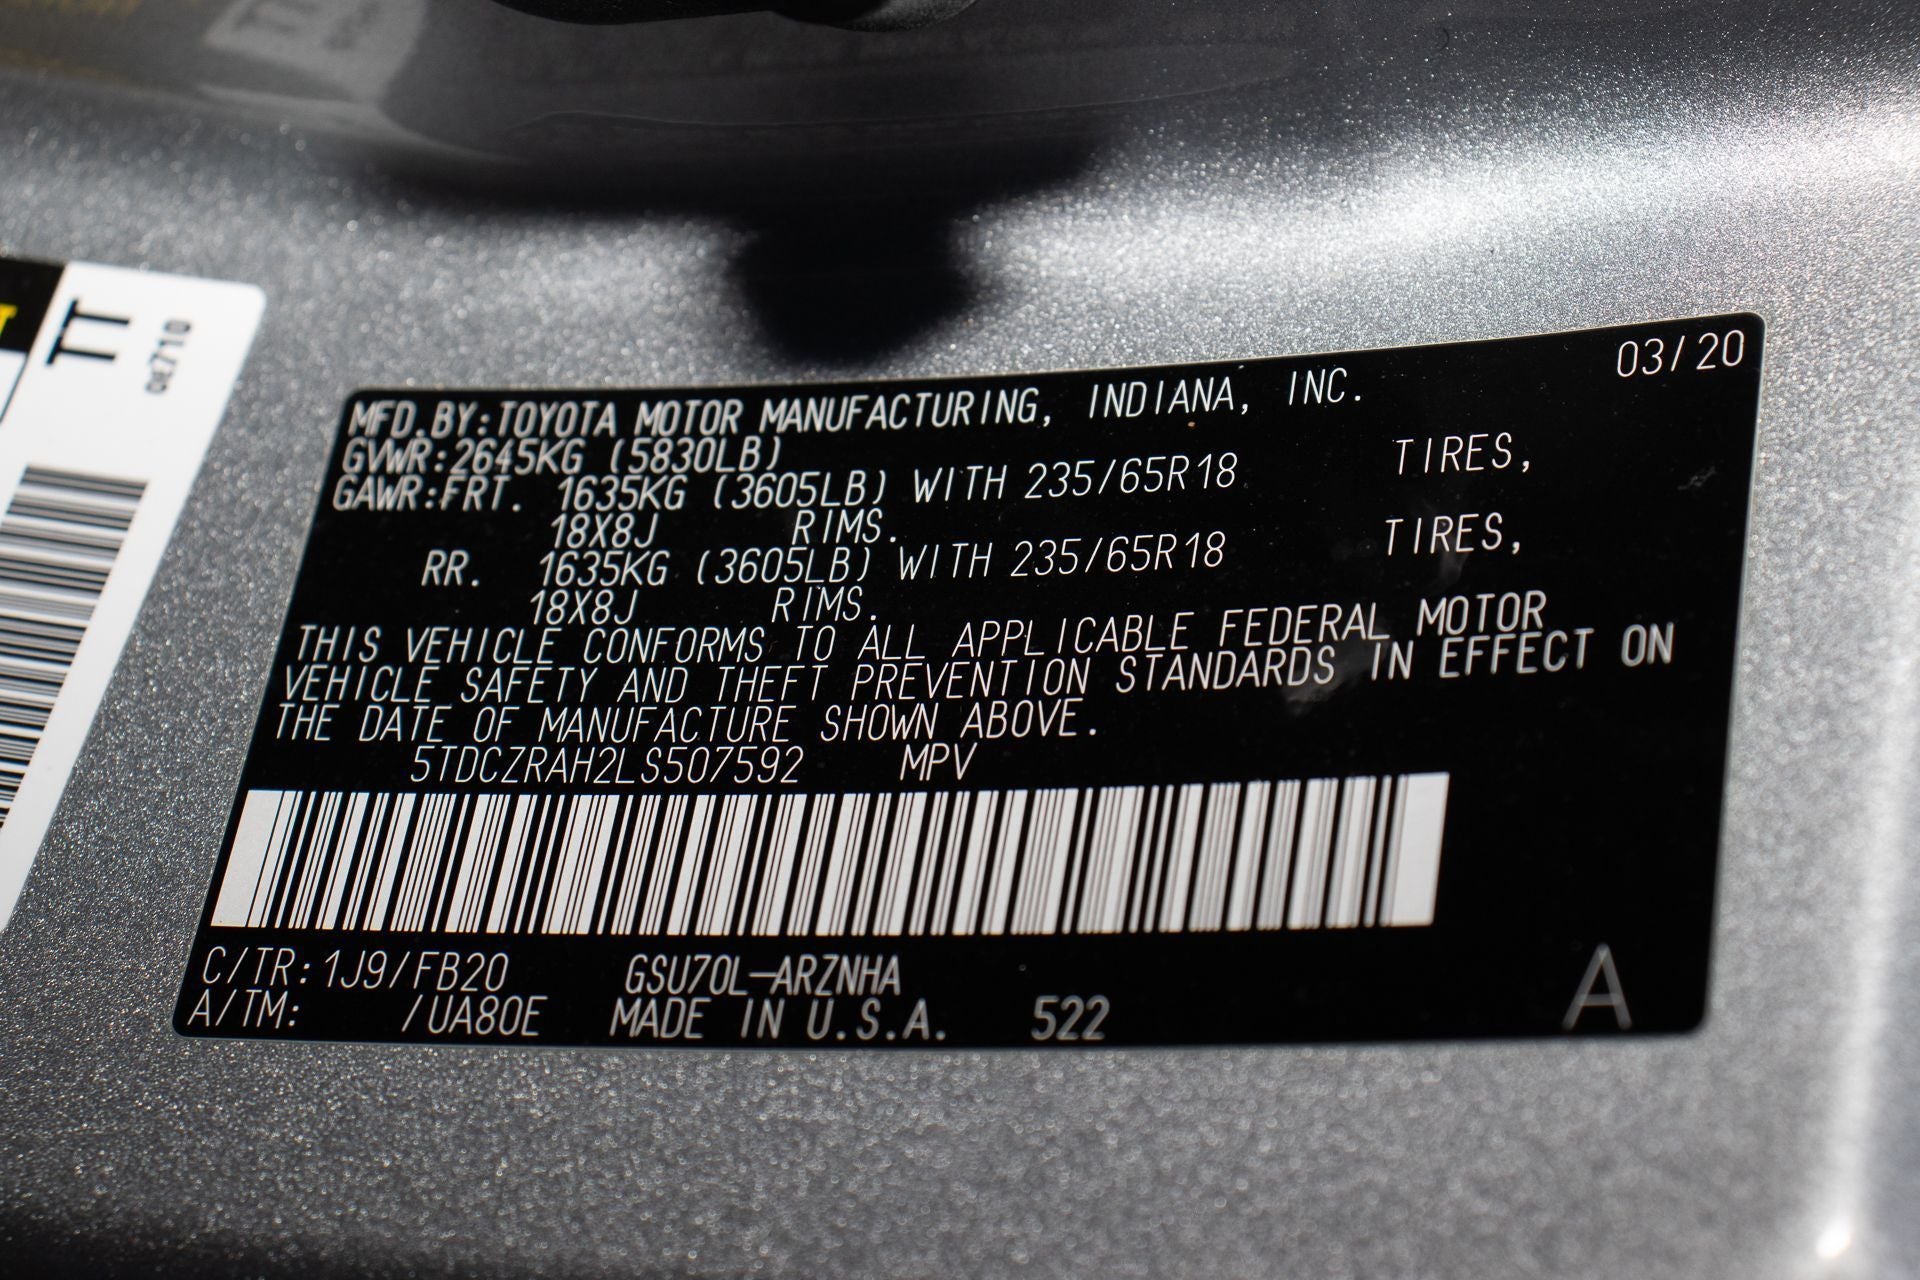 TT
03/20
MFD.BY:TOYOTA MOTOR MANUFACTURING, INDIANA, INC.
GVWR:2645KG (5830LB)
GAWR:FRT. 1635KG (3605LB) WITH 235/65R18 TIRES,
18X8J RIMS.
RR. 1635KG (3605LB) WITH 235/65R18 TIRES,
18X8J RIMS.
THIS VEHICLE CONFORMS TO ALL APPLICABLE FEDERAL MOTOR
VEHICLE SAFETY AND THEFT PREVENTION STANDARDS IN EFFECT ON
THE DATE OF MANUFACTURE SHOWN ABOVE.
5TDCZRAH2LS507592 MPV
C/TR:1J9/FB20 GSU70L-ARZNHA
A/TM: /UA80E MADE IN U.S.A. 522
A